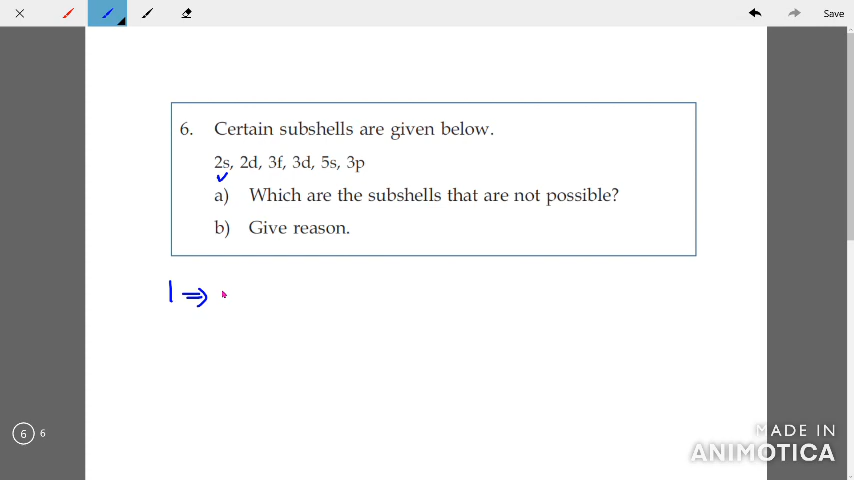 Save
6. Certain subshells are given below.
2s, 2d, 3f, 3d, 5s, 3p
a) Which are the subshells that are not possible?
b) Give reason.
1 ⇒
6 6
MADE IN
ANIMOTICA